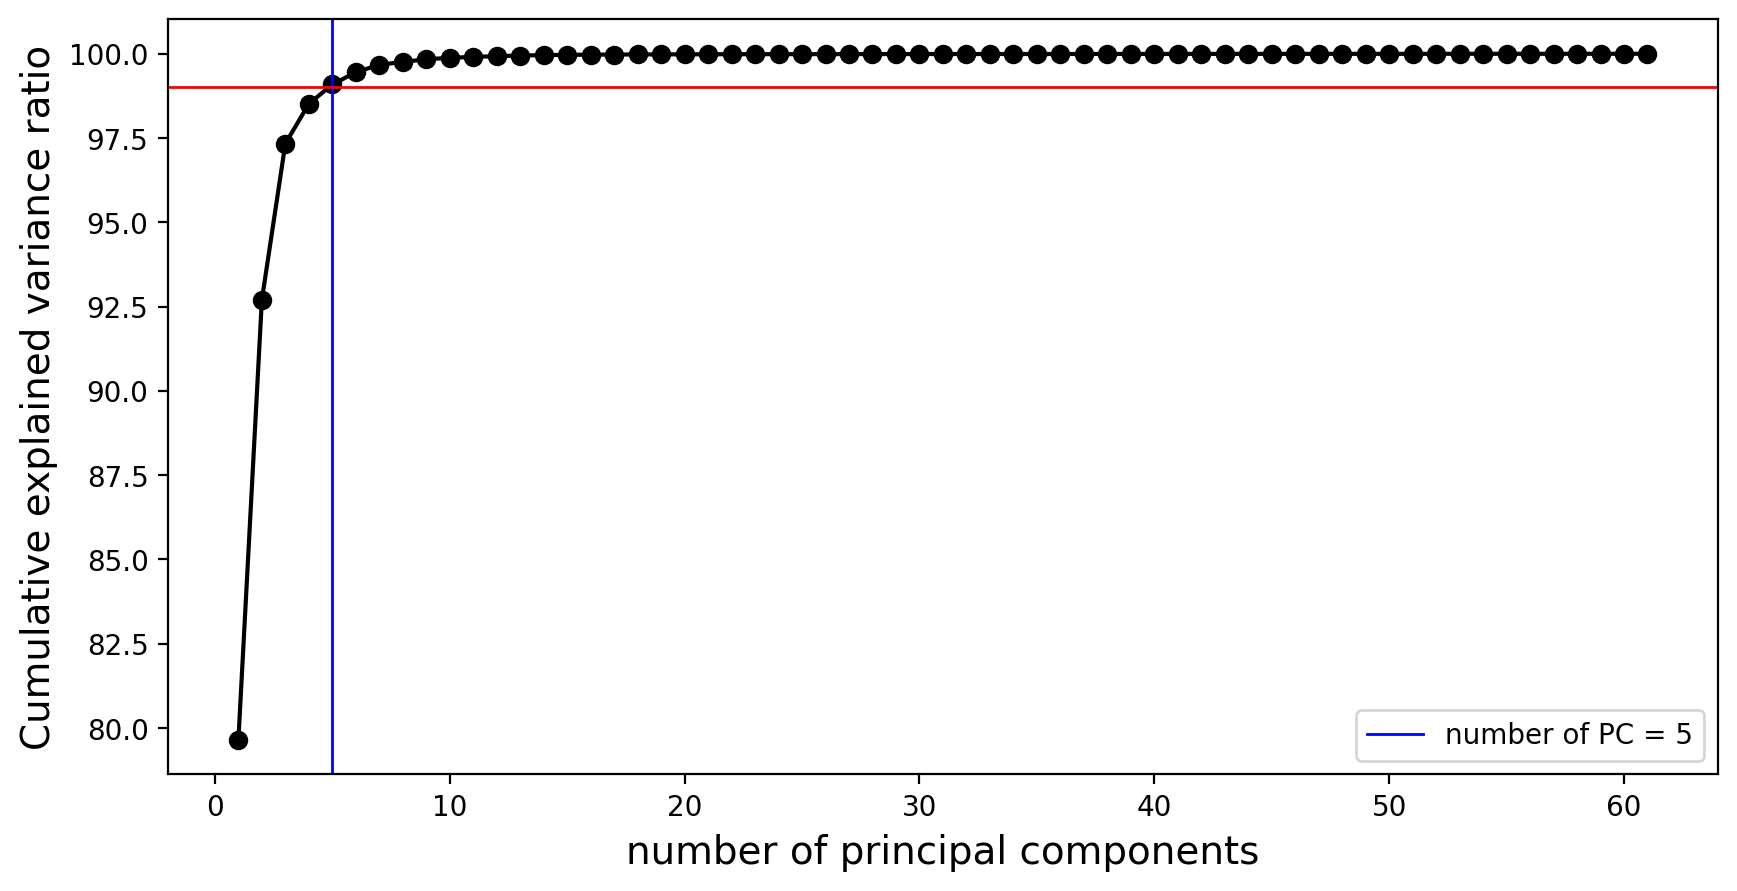 Cumulative explained variance ratio
100.0
97.5
95.0
92.5
90.0
87.5
85.0
82.5
80.0
number of PC = 5
0 10 20 30 40 50 60
number of principal components